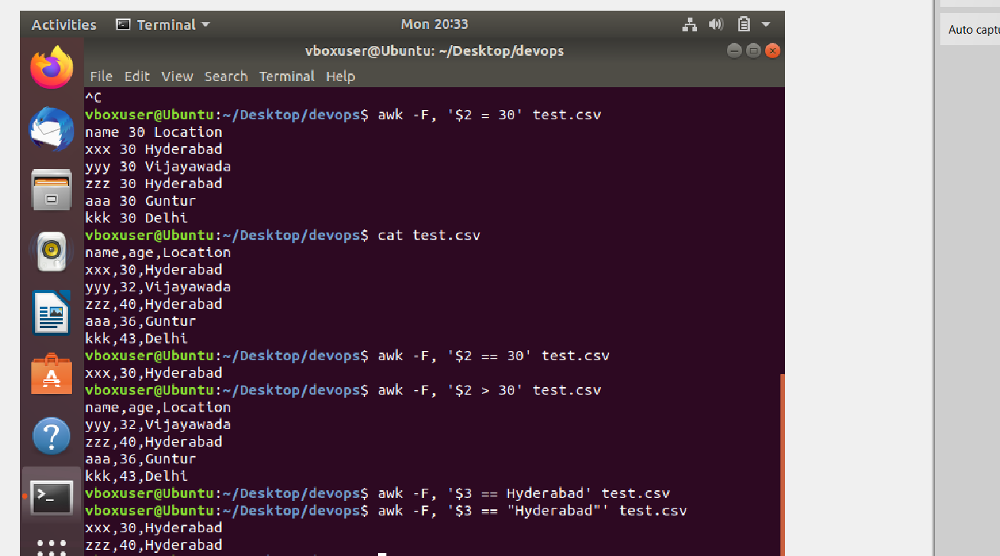 Activities Terminal Mon 20:33
Auto captu
vboxuser@Ubuntu: ~/Desktop/devops
File Edit View Search Terminal Help
^C
vboxuser@Ubuntu:~/Desktop/devops$ awk -F, '$2 = 30' test.csv
name 30 Location
xxx 30 Hyderabad
yyy 30 Vijayawada
zzz 30 Hyderabad
aaa 30 Guntur
kkk 30 Delhi
vboxuser@Ubuntu:~/Desktop/devops$ cat test.csv
name,age,Location
xxx,30,Hyderabad
yyy,32,Vijayawada
zzz,40,Hyderabad
aaa,36,Guntur
kkk,43,Delhi
vboxuser@Ubuntu:~/Desktop/devops$ awk -F, '$2 == 30' test.csv
xxx,30,Hyderabad
vboxuser@Ubuntu:~/Desktop/devops$ awk -F, '$2 > 30' test.csv
name,age,Location
yyy,32,Vijayawada
zzz,40,Hyderabad
aaa,36,Guntur
kkk,43,Delhi
vboxuser@Ubuntu:~/Desktop/devops$ awk -F, '$3 == Hyderabad' test.csv
vboxuser@Ubuntu:~/Desktop/devops$ awk -F, '$3 == "Hyderabad"' test.csv
xxx,30,Hyderabad
zzz,40,Hyderabad